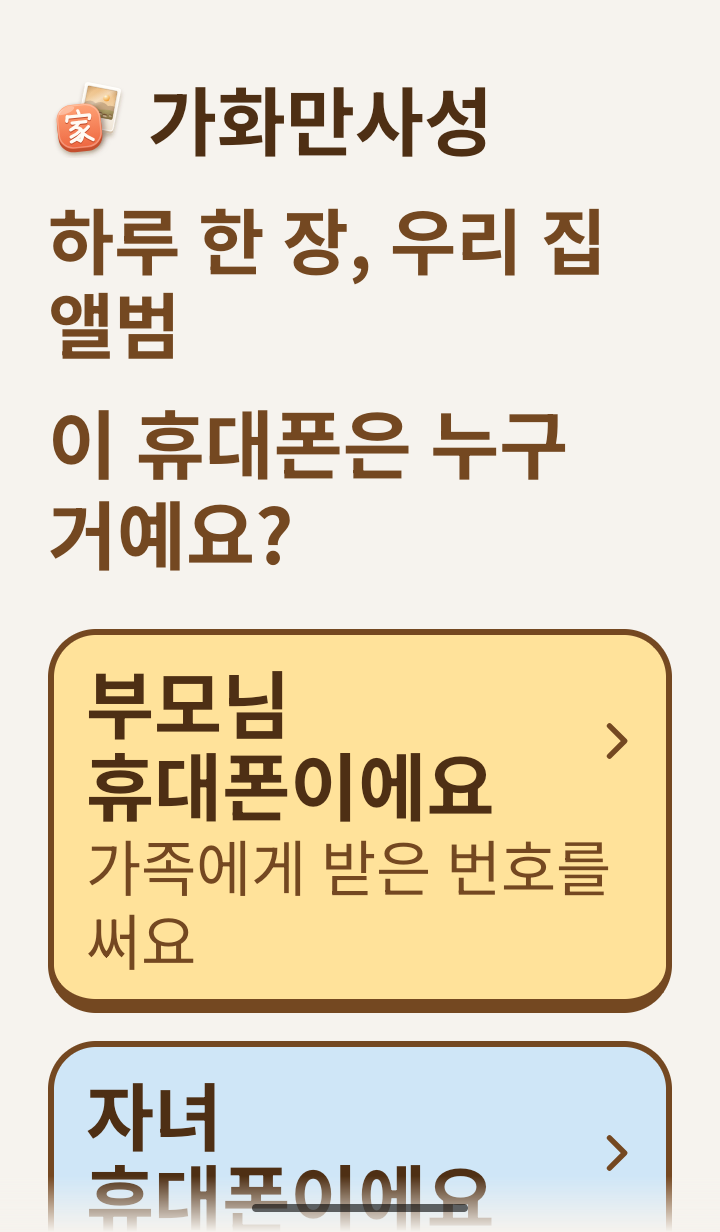 家 가화만사성
하루 한 장, 우리 집
앨범
이 휴대폰은 누구
거예요?
부모님
휴대폰이에요
가족에게 받은 번호를
써요
자녀
휴대폰이에요